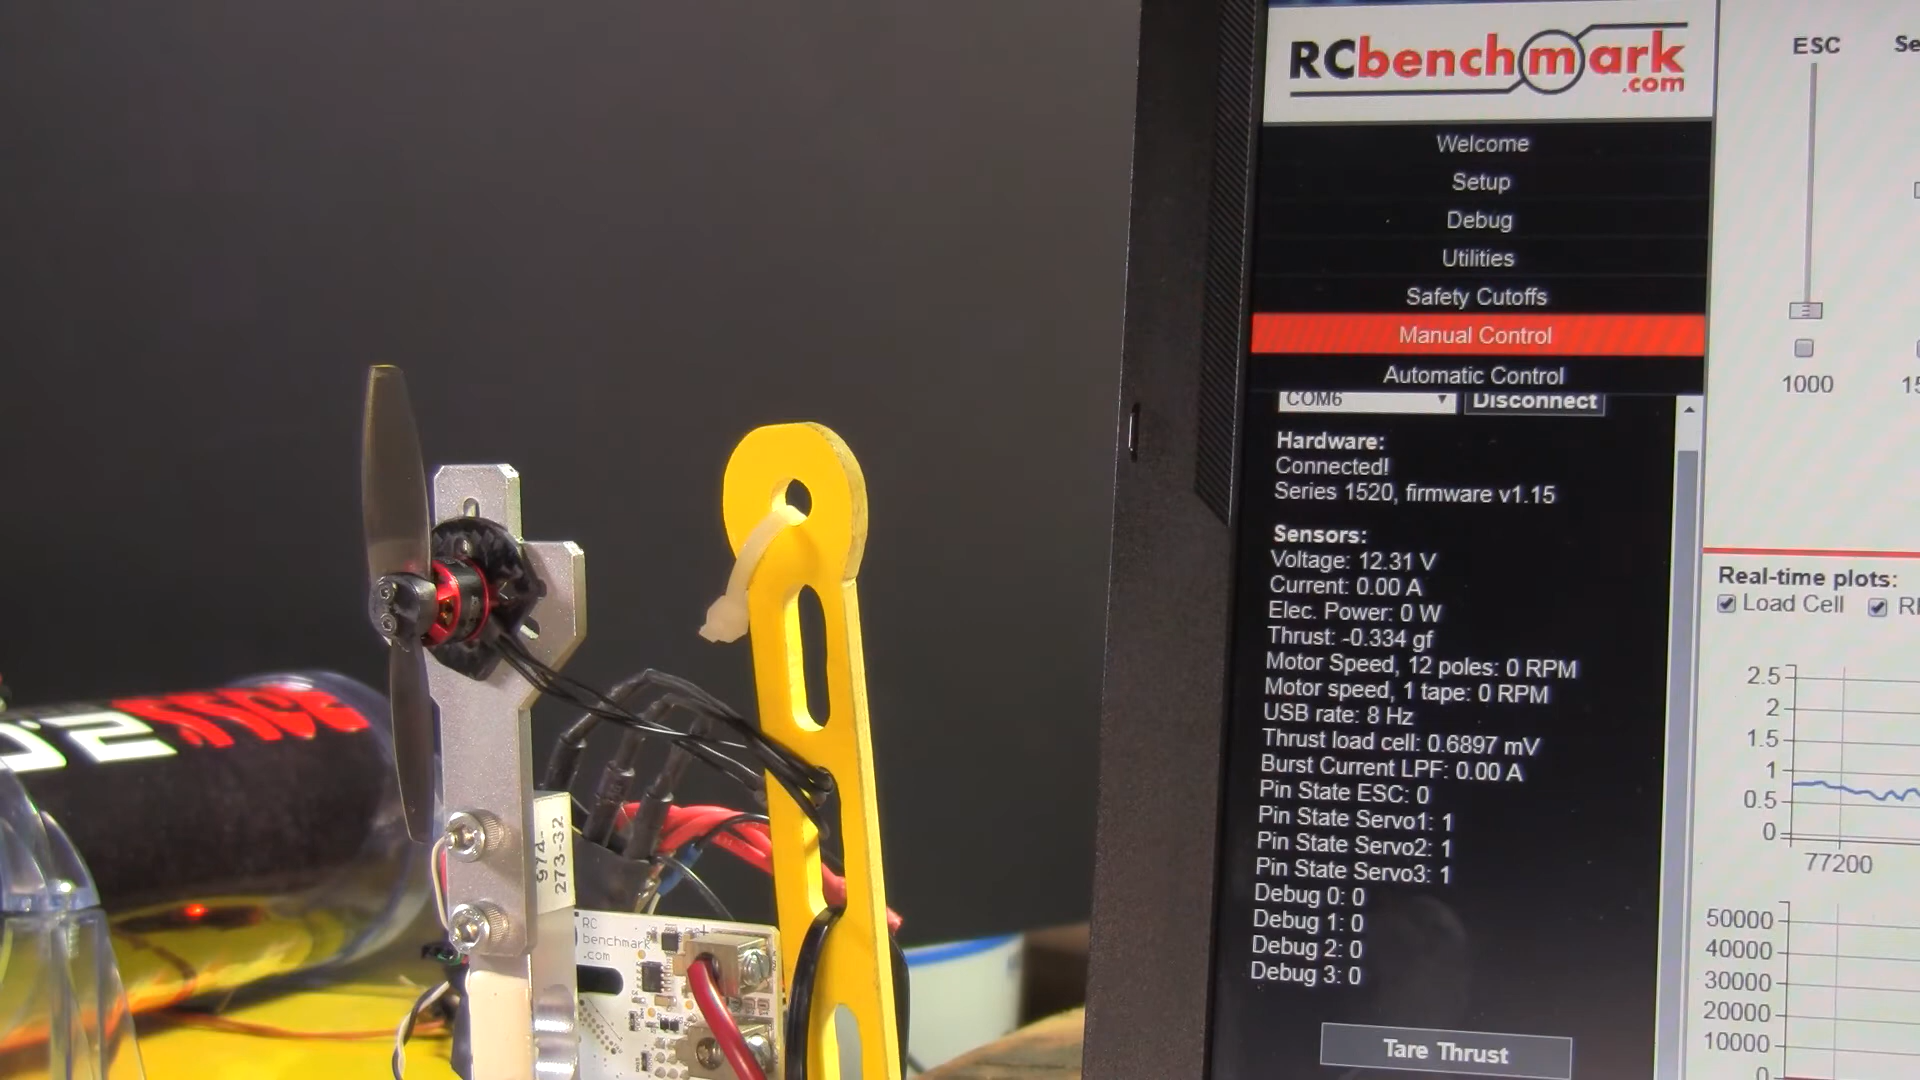 RCbenchmark
.com
Welcome
Setup
Debug
Utilities
Safety Cutoffs
Manual Control
Automatic Control
COM6
Disconnect
Hardware:
Connected!
Series 1520, firmware v1.15
Sensors:
Voltage: 12.31 V
Current: 0.00 A
Elec. Power: 0 W
Thrust: -0.334 gf
Motor Speed, 12 poles: 0 RPM
Motor speed, 1 tape: 0 RPM
USB rate: 8 Hz
Thrust load cell: 0.6897 mV
Burst Current LPF: 0.00 A
Pin State ESC: 0
Pin State Servo1: 1
Pin State Servo2: 1
Pin State Servo3: 1
Debug 0: 0
Debug 1: 0
Debug 2: 0
Debug 3: 0
Tare Thrust
ESC
Se
1000
15
Real-time plots:
Load Cell
2.5
2
1.5
1
0.5
0
77200
50000
40000
30000
20000
10000
0
974-
273-32
RC
benchmark
.com